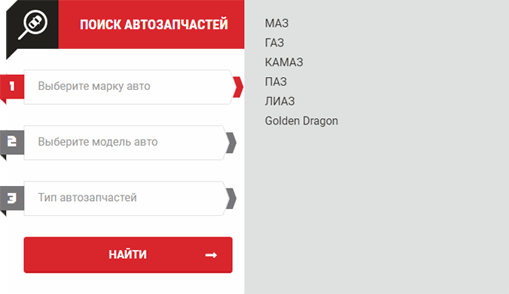 ПОИСК АВТОЗАПЧАСТЕЙ
1
Выберите марку авто
2
Выберите модель авто
3
Тип автозапчастей
НАЙТИ
МАЗ
ГАЗ
КАМАЗ
ПАЗ
ЛИАЗ
Golden Dragon